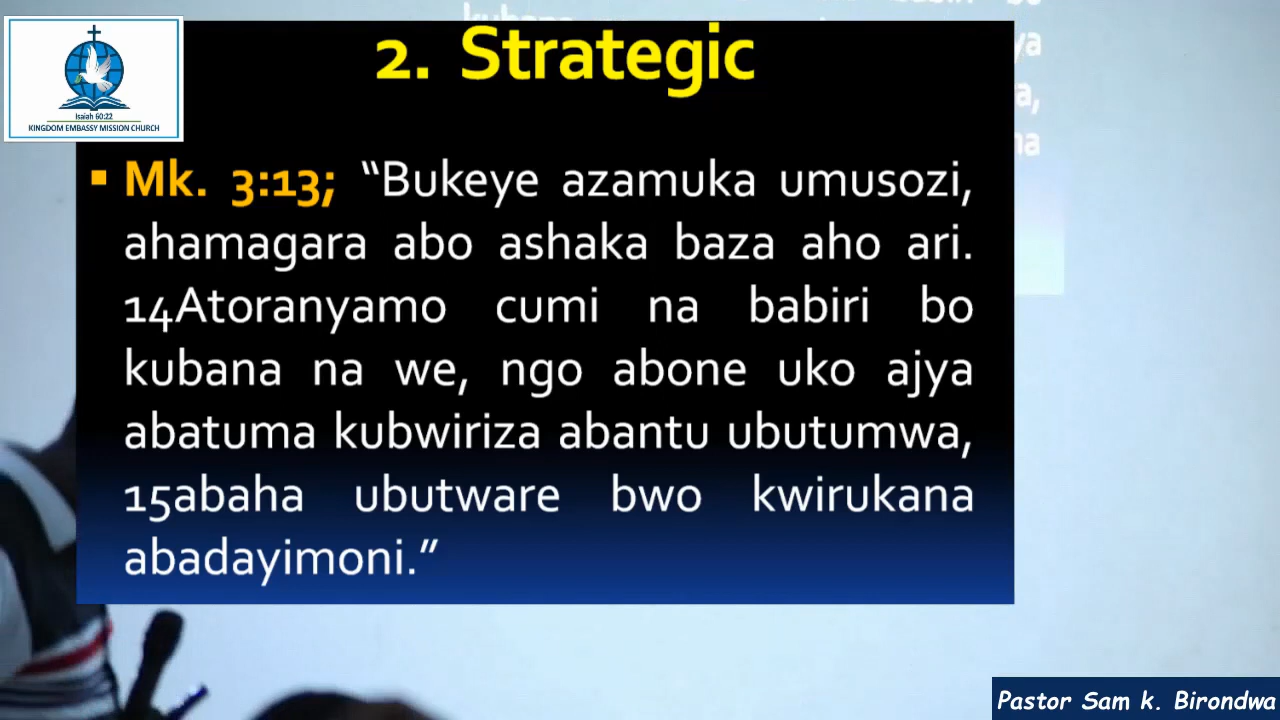 2. Strategic
Isaiah 60:22
KINGDOM EMBASSY MISSION CHURCH
▪ Mk. 3:13; “Bukeye azamuka umusozi,
ahamagara abo ashaka baza aho ari.
14Atoranyamo cumi na babiri bo
kubana na we, ngo abone uko ajya
abatuma kubwiriza abantu ubutumwa,
15abaha ubutware bwo kwirukana
abadayimoni.”
Pastor Sam k. Birondwa